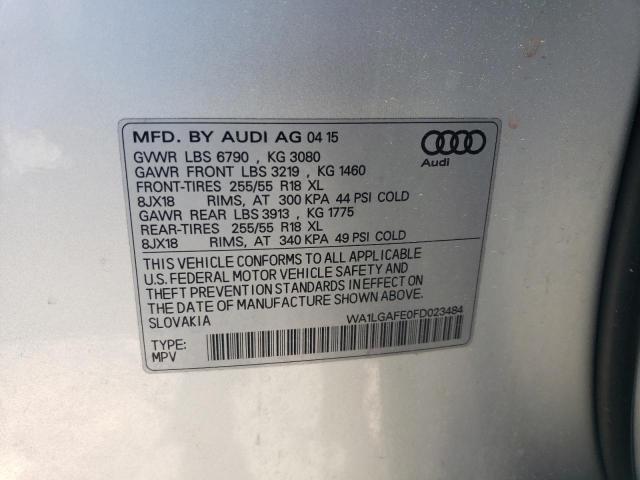 MFD. BY AUDI AG 04 15
Audi
GVWR LBS 6790 , KG 3080
GAWR FRONT LBS 3219 , KG 1460
FRONT-TIRES 255/55 R18 XL
8JX18 RIMS, AT 300 KPA 44 PSI COLD
GAWR REAR LBS 3913 , KG 1775
REAR-TIRES 255/55 R18 XL
8JX18 RIMS, AT 340 KPA 49 PSI COLD
THIS VEHICLE CONFORMS TO ALL APPLICABLE
U.S. FEDERAL MOTOR VEHICLE SAFETY AND
THEFT PREVENTION STANDARDS IN EFFECT ON
THE DATE OF MANUFACTURE SHOWN ABOVE.
SLOVAKIA
WA1LGAFE0FD023484
TYPE:
MPV